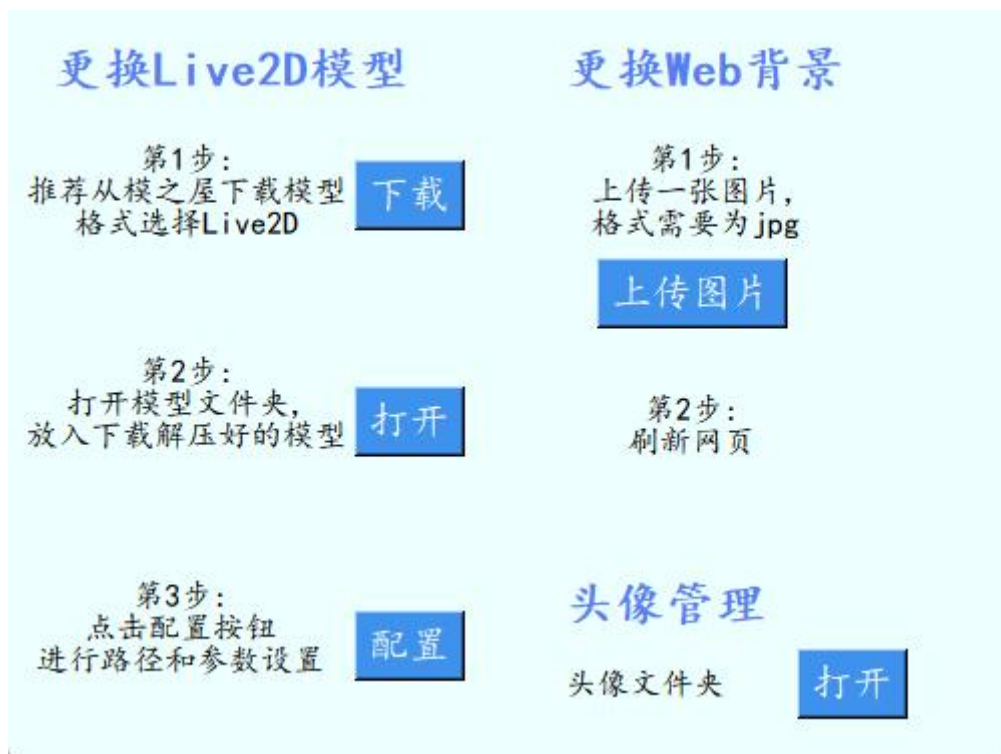 更换Live2D模型
第1步:
推荐从模之屋下载模型
格式选择Live2D
下载
第2步:
打开模型文件夹,
放入下载解压好的模型
打开
第3步:
点击配置按钮
进行路径和参数设置
配置
更换Web背景
第1步:
上传一张图片,
格式需要为jpg
上传图片
第2步:
刷新网页
头像管理
头像文件夹
打开